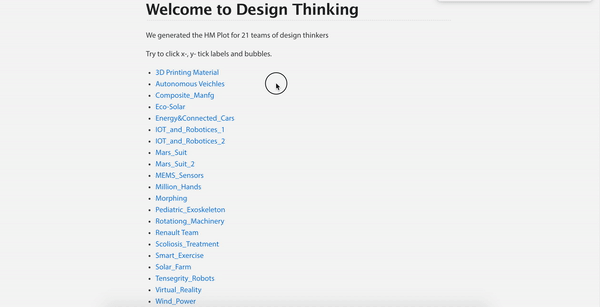 Welcome to Design Thinking
We generated the HM Plot for 21 teams of design thinkers
Try to click x-, y- tick labels and bubbles.
3D Printing Material
Autonomous Veichles
Composite_Manfg
Eco-Solar
Energy&Connected_Cars
IOT_and_Robotices_1
IOT_and_Robotices_2
Mars_Suit
Mars_Suit_2
MEMS_Sensors
Million_Hands
Morphing
Pediatric_Exoskeleton
Rotationg_Machinery
Renault Team
Scoliosis_Treatment
Smart_Exercise
Solar_Farm
Tensegrity_Robots
Virtual_Reality
Wind_Power